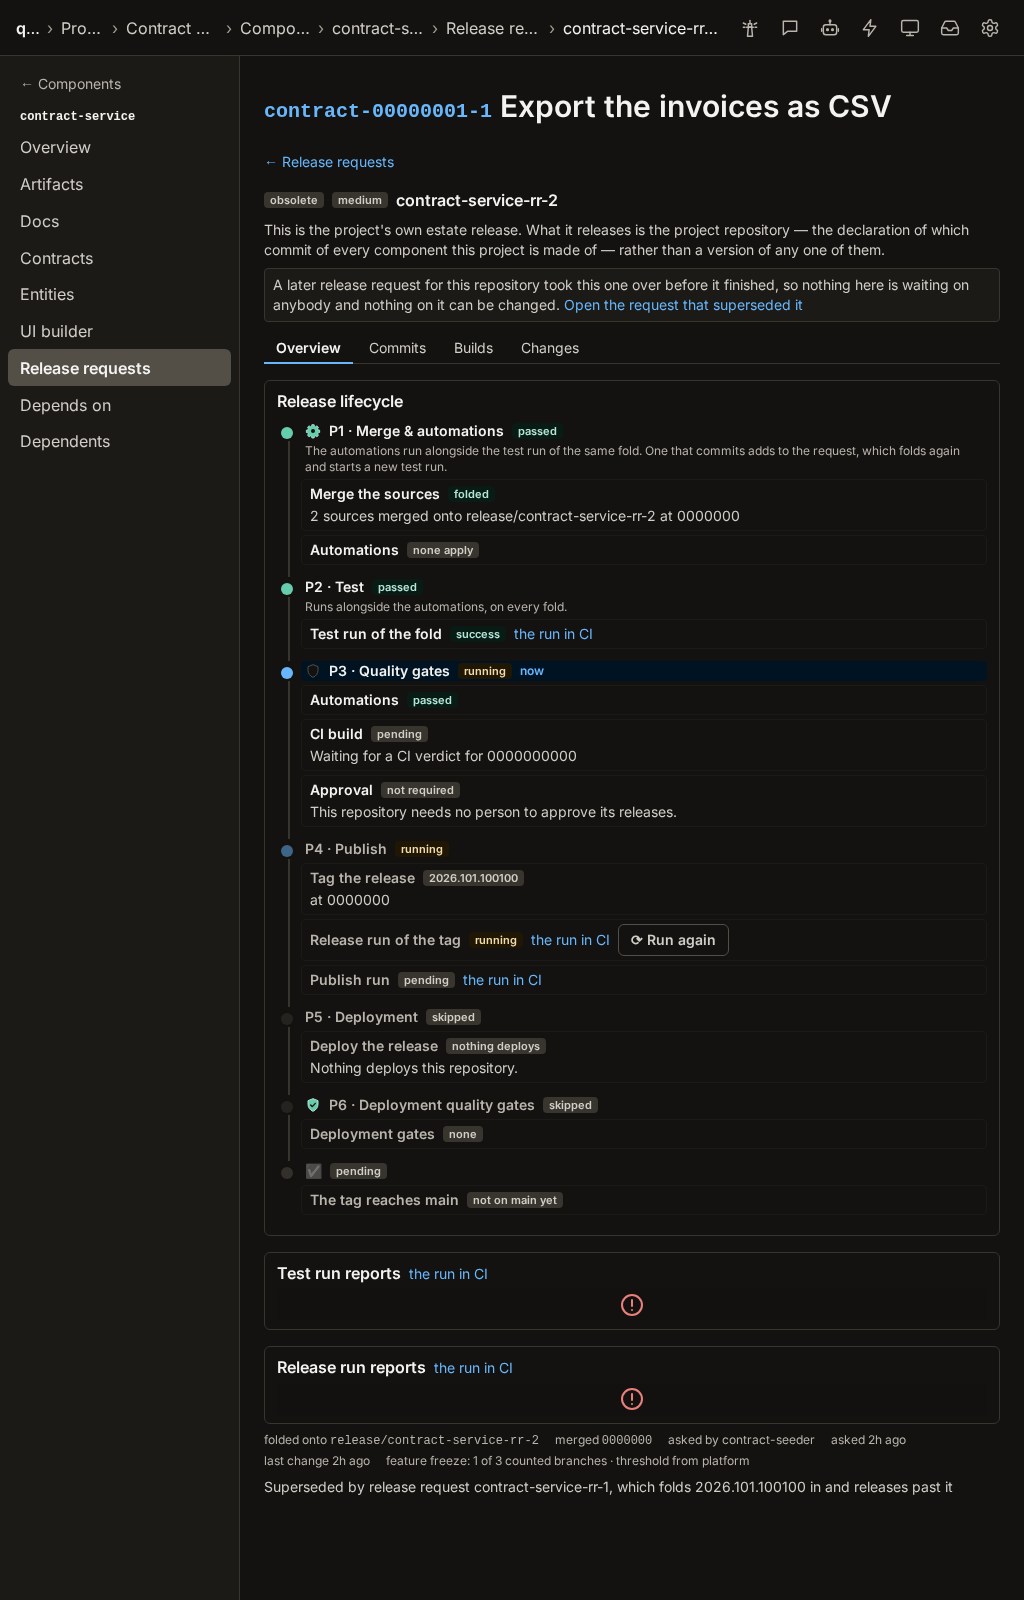 q... › Pro... › Contract ... › Compo... › contract-s... › Release re... › contract-service-rr...
← Components
contract-service
Overview
Artifacts
Docs
Contracts
Entities
UI builder
Release requests
Depends on
Dependents
contract-00000001-1 Export the invoices as CSV
← Release requests
obsolete medium contract-service-rr-2
This is the project's own estate release. What it releases is the project repository — the declaration of which
commit of every component this project is made of — rather than a version of any one of them.
A later release request for this repository took this one over before it finished, so nothing here is waiting on
anybody and nothing on it can be changed. Open the request that superseded it
Overview Commits Builds Changes
Release lifecycle
P1 · Merge & automations passed
The automations run alongside the test run of the same fold. One that commits adds to the request, which folds again
and starts a new test run.
Merge the sources folded
2 sources merged onto release/contract-service-rr-2 at 0000000
Automations none apply
P2 · Test passed
Runs alongside the automations, on every fold.
Test run of the fold success the run in CI
P3 · Quality gates running now
Automations passed
CI build pending
Waiting for a CI verdict for 0000000000
Approval not required
This repository needs no person to approve its releases.
P4 · Publish running
Tag the release 2026.101.100100
at 0000000
Release run of the tag running the run in CI ⟳ Run again
Publish run pending the run in CI
P5 · Deployment skipped
Deploy the release nothing deploys
Nothing deploys this repository.
P6 · Deployment quality gates skipped
Deployment gates none
pending
The tag reaches main not on main yet
Test run reports the run in CI
Release run reports the run in CI
folded onto release/contract-service-rr-2 merged 0000000 asked by contract-seeder asked 2h ago
last change 2h ago feature freeze: 1 of 3 counted branches · threshold from platform
Superseded by release request contract-service-rr-1, which folds 2026.101.100100 in and releases past it